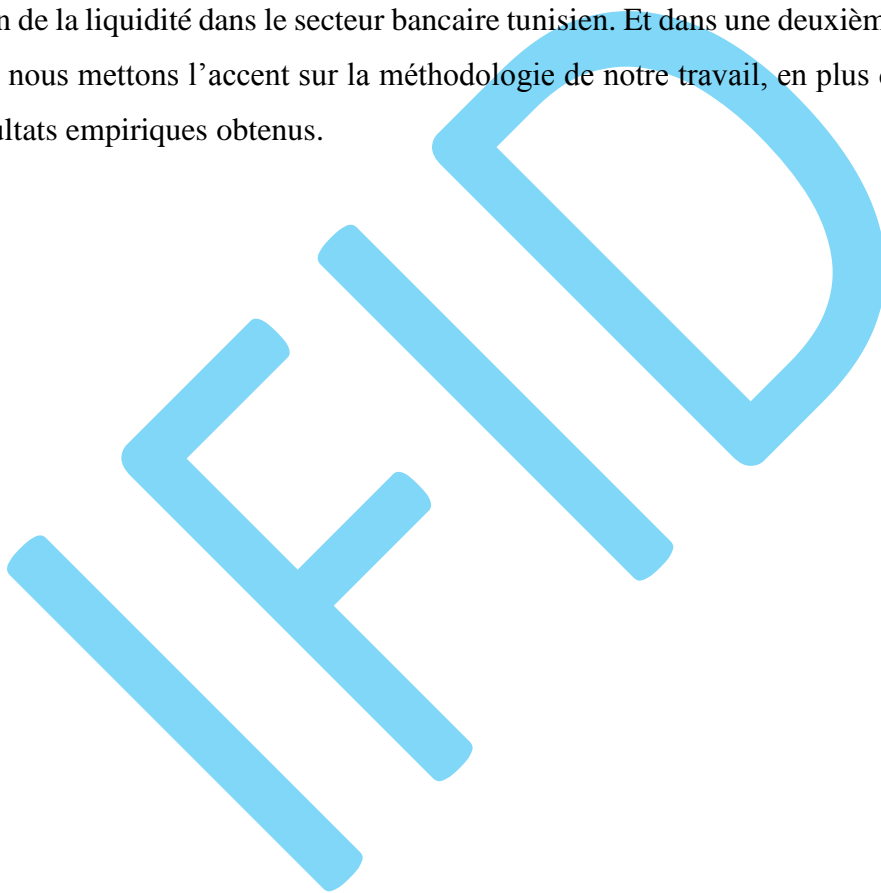 n de la liquidité dans le secteur bancaire tunisien. Et dans une deuxièm
nous mettons l’accent sur la méthodologie de notre travail, en plus
ultats empiriques obtenus.
IFID